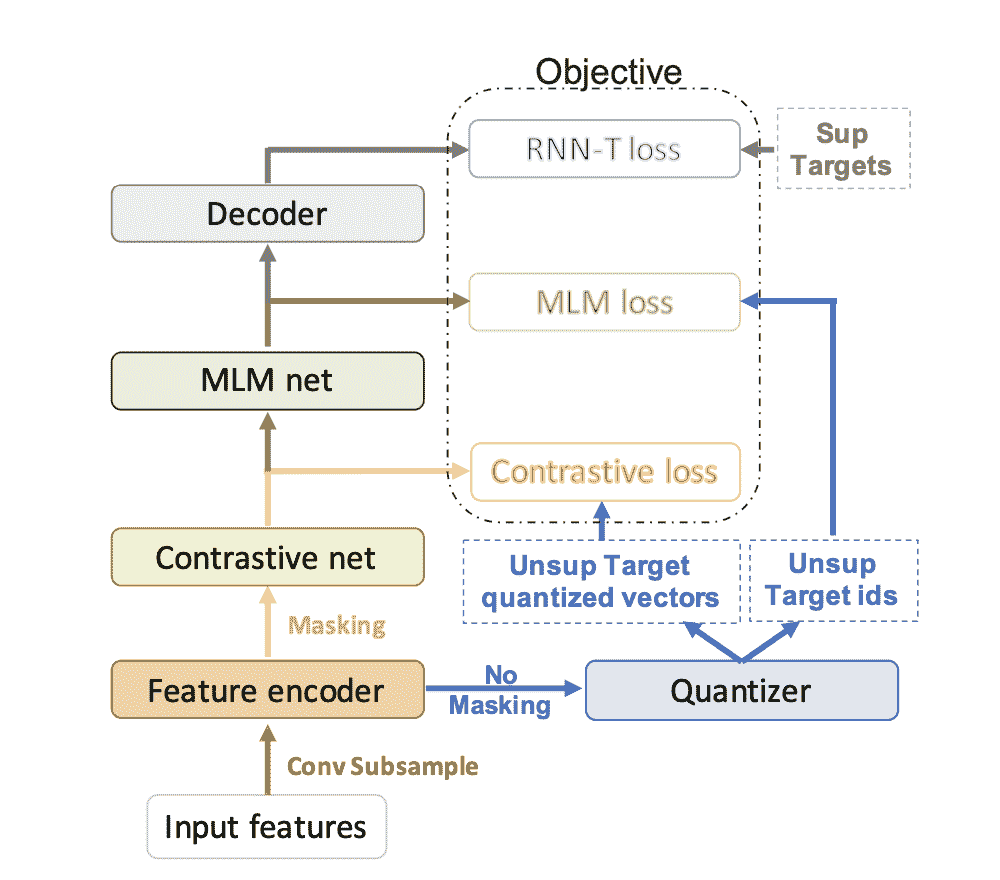 Objective
RNN-T loss
Sup
Targets
Decoder
MLM loss
MLM net
Contrastive loss
Contrastive net
Unsup Target
quantized vectors
Unsup
Target ids
Masking
Feature encoder
No
Masking
Quantizer
Conv Subsample
Input features